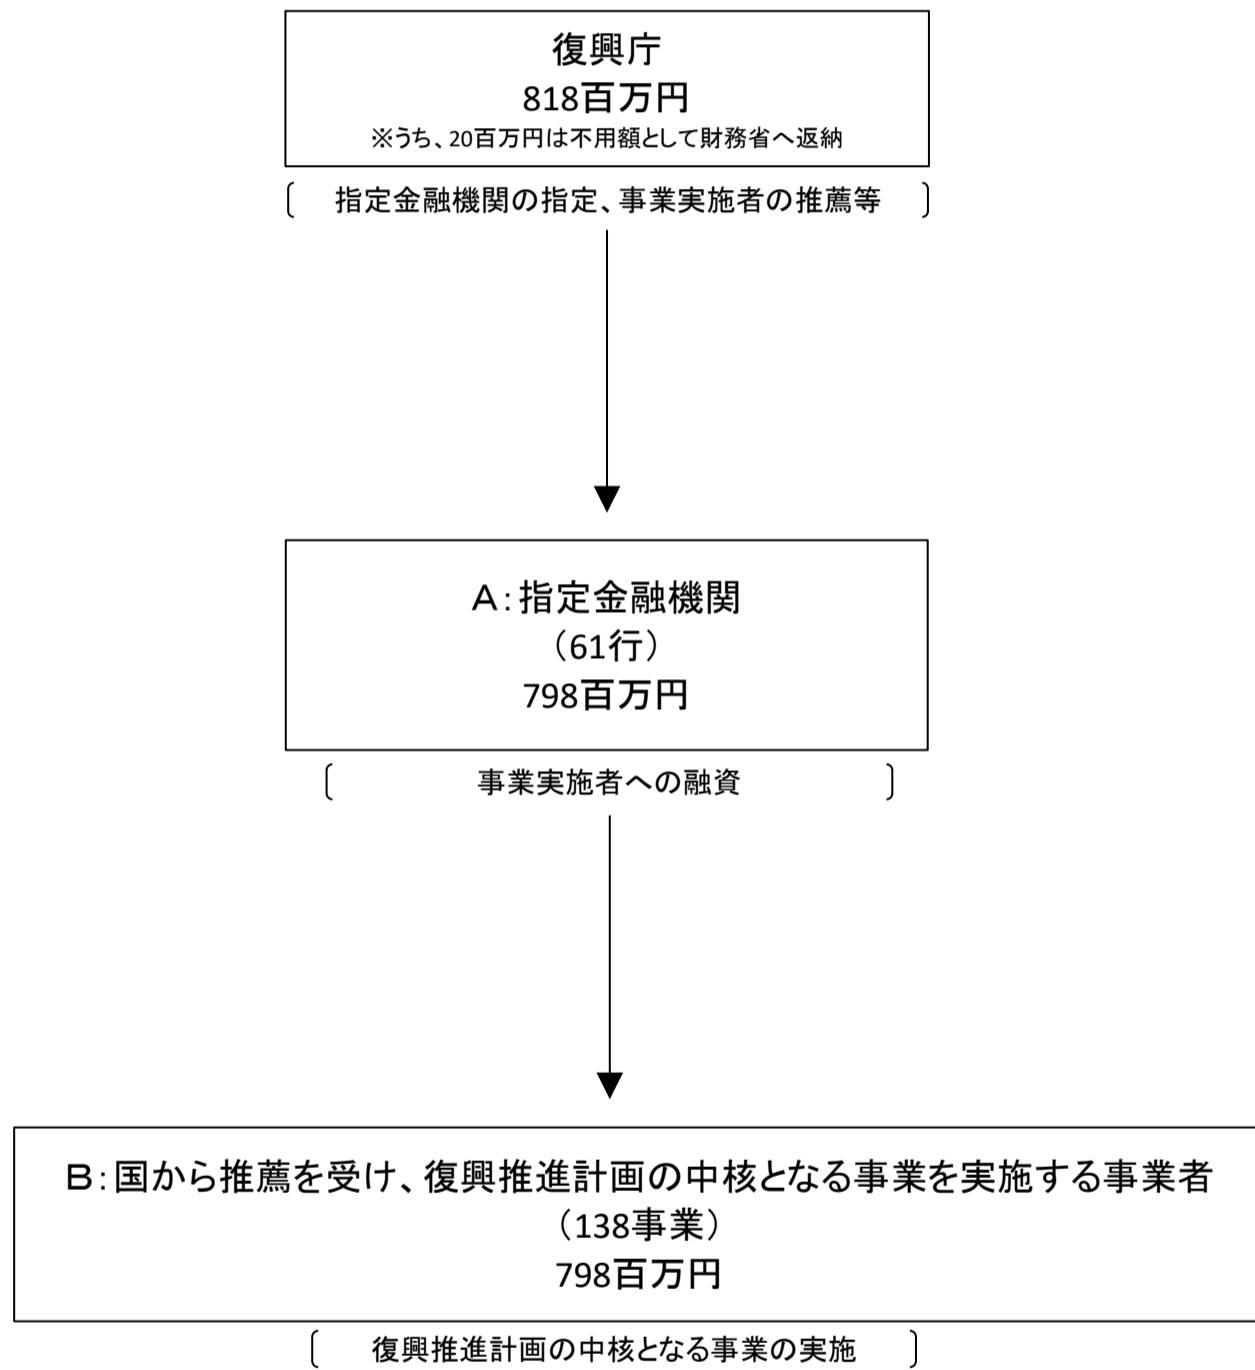 復興庁
818百万円
※うち、20百万円は不用額として財務省へ返納
指定金融機関の指定、事業実施者の推薦等
A:指定金融機関
（61行）
798百万円
事業実施者への融資
B:国から推薦を受け、復興推進計画の中核となる事業を実施する事業者
（138事業）
798百万円
復興推進計画の中核となる事業の実施